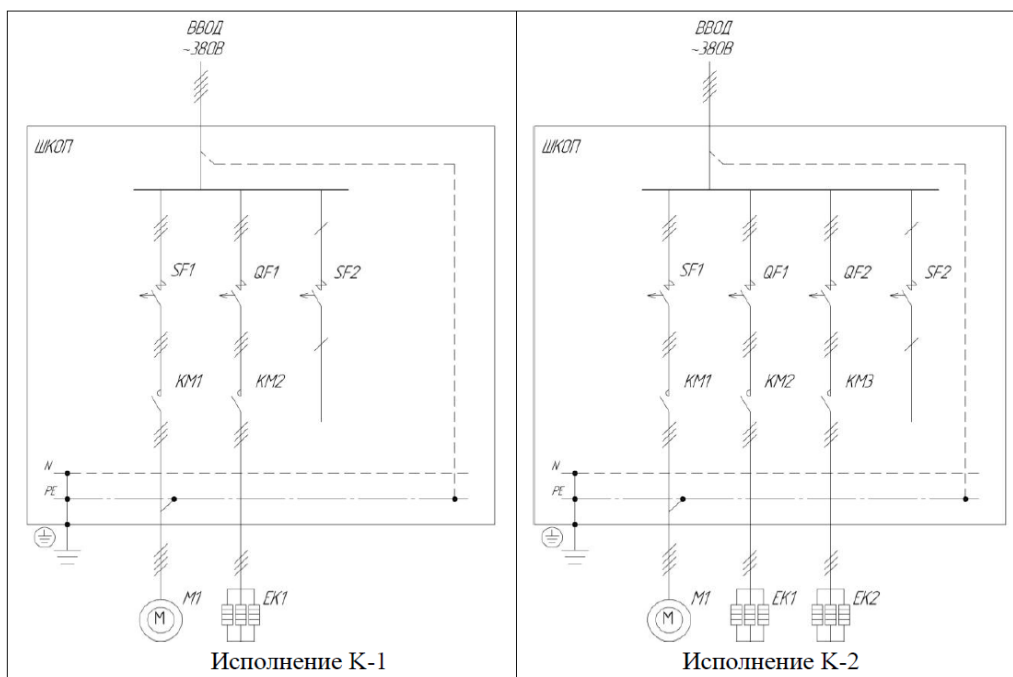 ВВОД
~380В
ШКОП
SF1
QF1
SF2
KM1
KM2
N
PE
M1
M
EK1
Исполнение К-1
ВВОД
~380В
ШКОП
SF1
QF1
QF2
SF2
KM1
KM2
KM3
N
PE
M1
M
EK1
EK2
Исполнение К-2